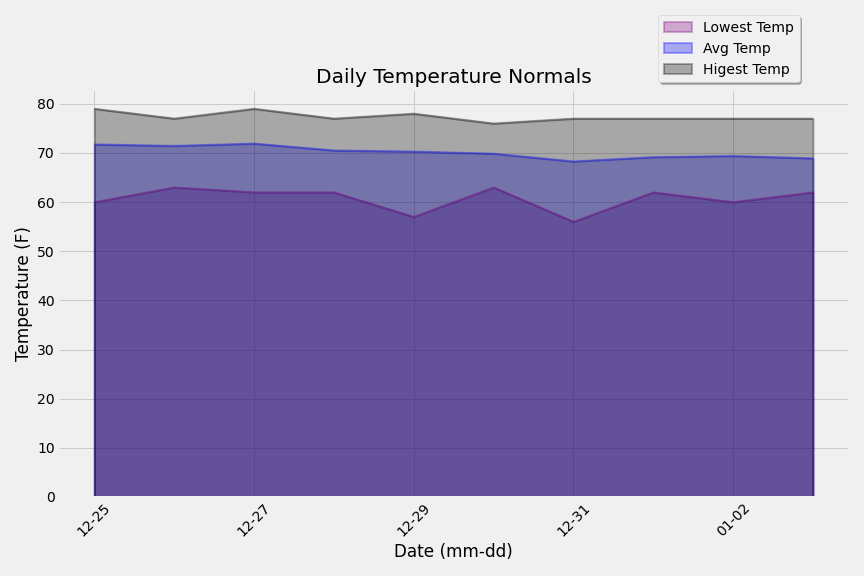 Lowest Temp
Avg Temp
Higest Temp
Daily Temperature Normals
80
70
60
50
40
30
20
10
0
Temperature (F)
12-25
12-27
12-29
12-31
01-02
Date (mm-dd)